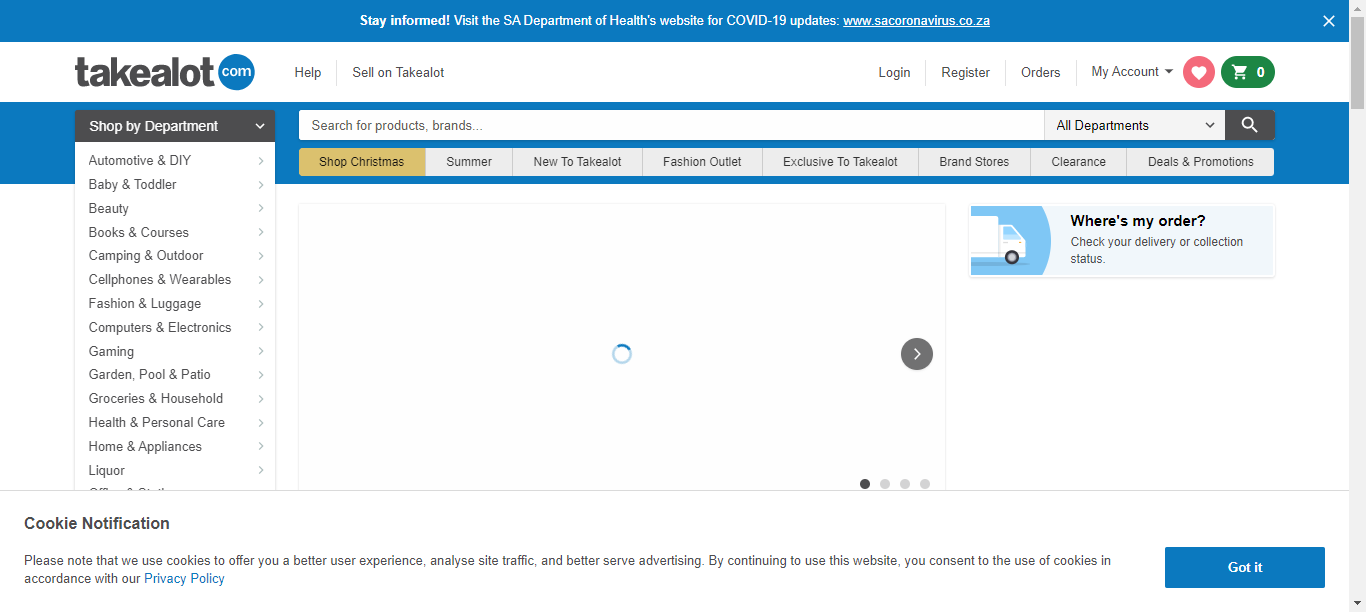 Stay informed! Visit the SA Department of Health's website for COVID-19 updates: www.sacoronavirus.co.za
takealot com
Help
Sell on Takealot
Login
Register
Orders
My Account
0
Shop by Department
Search for products, brands...
All Departments
Shop Christmas
Summer
New To Takealot
Fashion Outlet
Exclusive To Takealot
Brand Stores
Clearance
Deals & Promotions
Automotive & DIY
Baby & Toddler
Beauty
Books & Courses
Camping & Outdoor
Cellphones & Wearables
Fashion & Luggage
Computers & Electronics
Gaming
Garden, Pool & Patio
Groceries & Household
Health & Personal Care
Home & Appliances
Liquor
Where's my order?
Check your delivery or collection
status.
Cookie Notification
Please note that we use cookies to offer you a better user experience, analyse site traffic, and better serve advertising. By continuing to use this website, you consent to the use of cookies in
accordance with our Privacy Policy
Got it